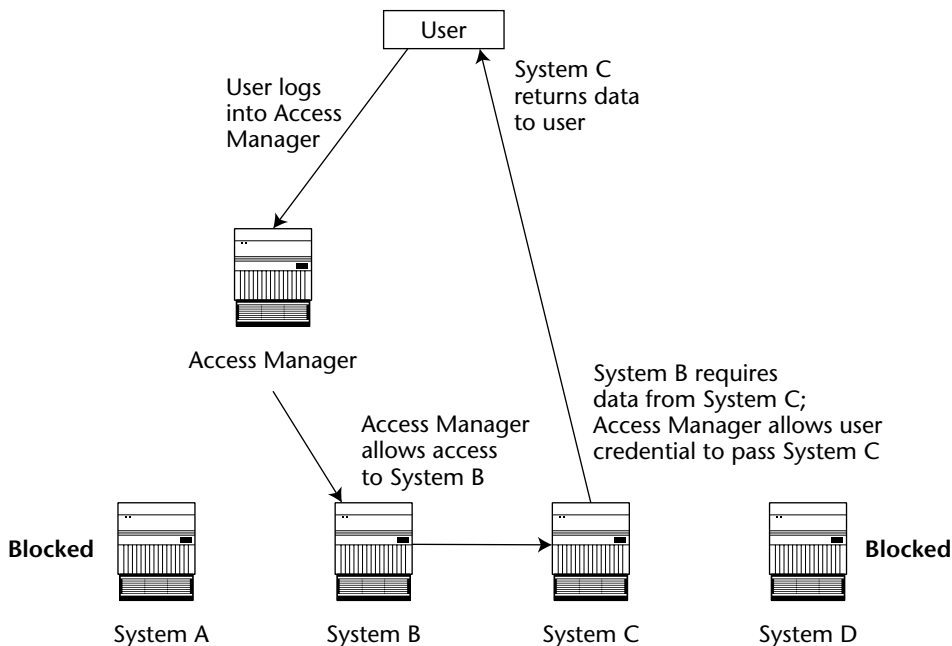 User
User logs
into Access
Manager
System C
returns data
to user
Access Manager
Access Manager
allows access
to System B
System B requires
data from System C;
Access Manager allows user
credential to pass System C
Blocked
Blocked
System A
System B
System C
System D